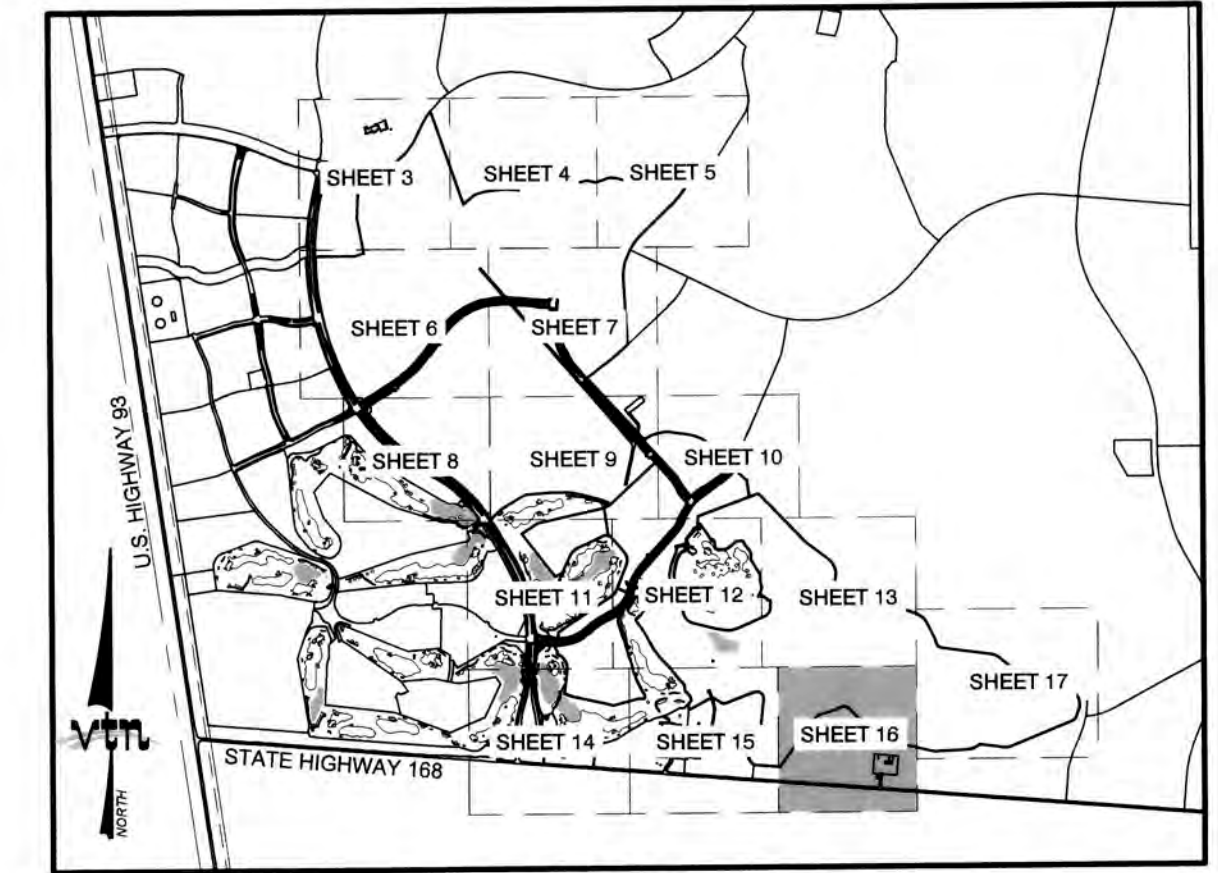 SHEET 3
SHEET 4
SHEET 5
SHEET 6
SHEET 7
U.S. HIGHWAY 93
SHEET 8
SHEET 9
SHEET 10
SHEET 11
SHEET 12
SHEET 13
SHEET 17
SHEET 14
SHEET 15
SHEET 16
STATE HIGHWAY 168
vtn
NORTH